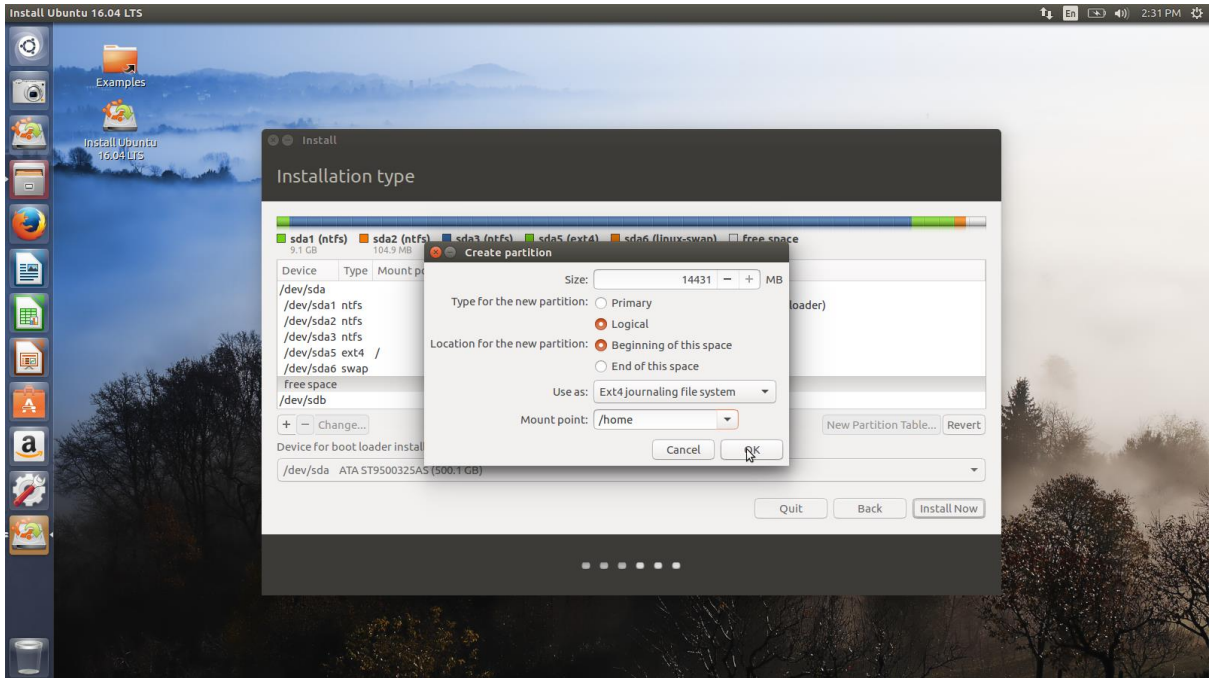 Install Ubuntu 16.04 LTS
En
2:31 PM
Examples
Install Ubuntu
16.04 LTS
Install
Installation type
sda1 (ntfs) sda2 (ntfs) sda3 (ntfs) sda5 (ext4) sda6 (linux-swap) free space
9.1 GB 104.9 MB
Create partition
Device Type Mount po
Size: 14431 − + MB
/dev/sda
Type for the new partition: Primary
/dev/sda1 ntfs loader)
Logical
/dev/sda2 ntfs
/dev/sda3 ntfs
Location for the new partition: Beginning of this space
/dev/sda5 ext4 /
End of this space
/dev/sda6 swap
free space
Use as: Ext4 journaling file system
/dev/sdb
Mount point: /home
+ − Change... New Partition Table... Revert
Device for boot loader install
Cancel OK
/dev/sda ATA ST9500325AS (500.1 GB)
Quit Back Install Now